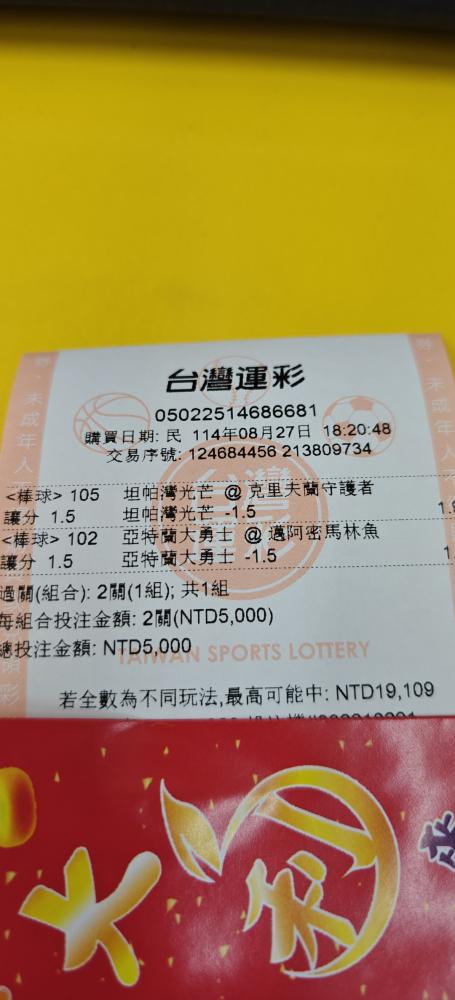 台灣運彩
05022514686681
購買日期: 民 114年08月27日 18:20:48
交易序號: 124684456 213809734
<棒球> 105 坦帕灣光芒 @ 克里夫蘭守護者
讓分 1.5 坦帕灣光芒 -1.5
<棒球> 102 亞特蘭大勇士 @ 邁阿密馬林魚
讓分 1.5 亞特蘭大勇士 -1.5
過關(組合): 2關(1組); 共1組
每組合投注金額: 2關(NTD5,000)
總投注金額: NTD5,000
TAIWAN SPORTS LOTTERY
若全數為不同玩法,最高可能中: NTD19,109
大利